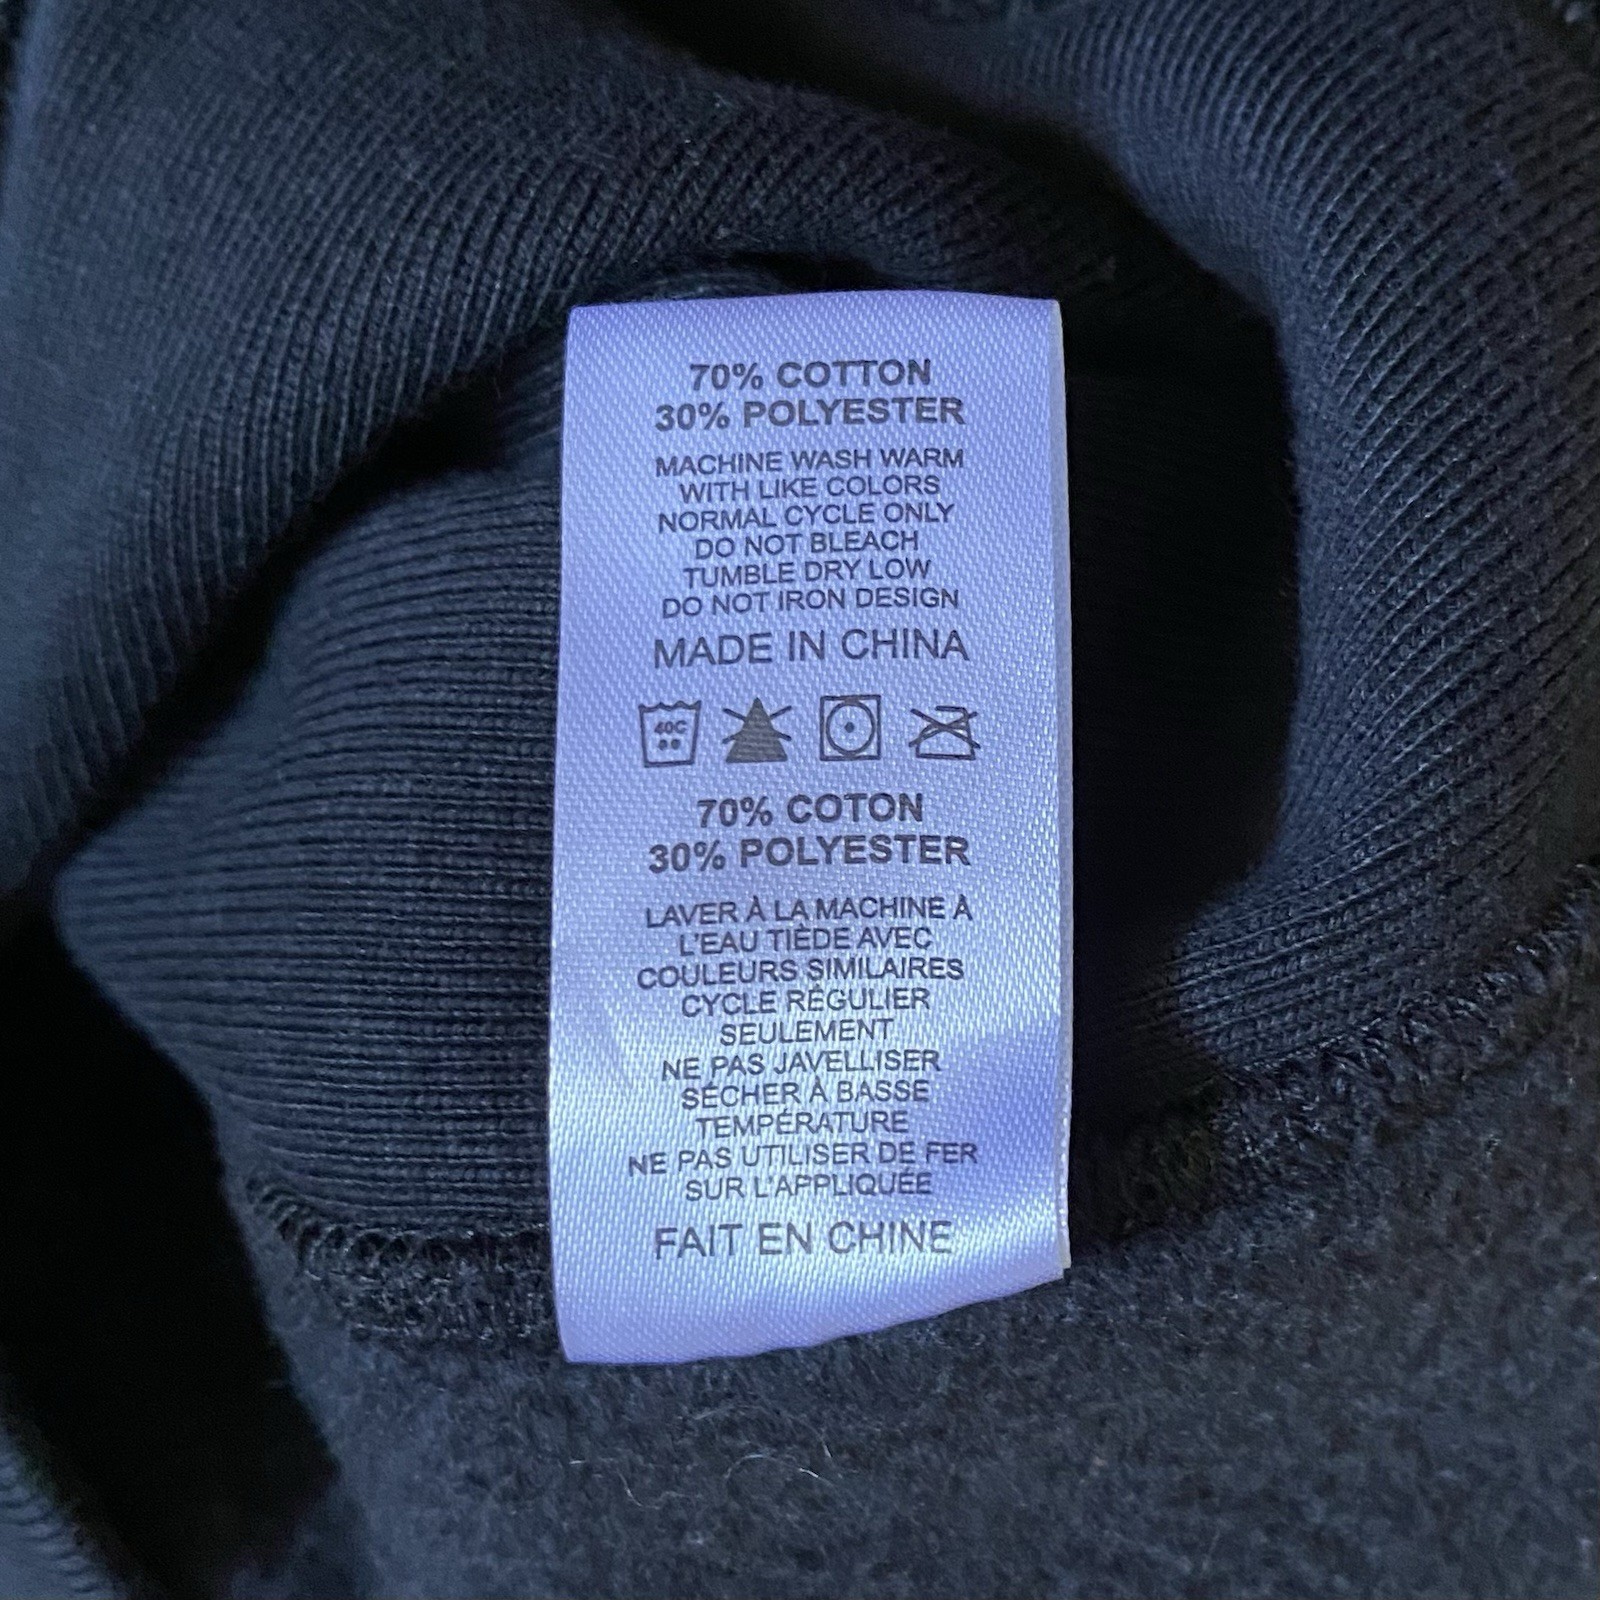 70% COTTON
30% POLYESTER
MACHINE WASH WARM
WITH LIKE COLORS
NORMAL CYCLE ONLY
DO NOT BLEACH
TUMBLE DRY LOW
DO NOT IRON DESIGN
MADE IN CHINA
40C
70% COTON
30% POLYESTER
LAVER À LA MACHINE À
L'EAU TIÈDE AVEC
COULEURS SIMILAIRES
CYCLE RÉGULIER
SEULEMENT
NE PAS JAVELLISER
SÉCHER À BASSE
TEMPÉRATURE
NE PAS UTILISER DE FER
SUR L'APPLIQUÉE
FAIT EN CHINE